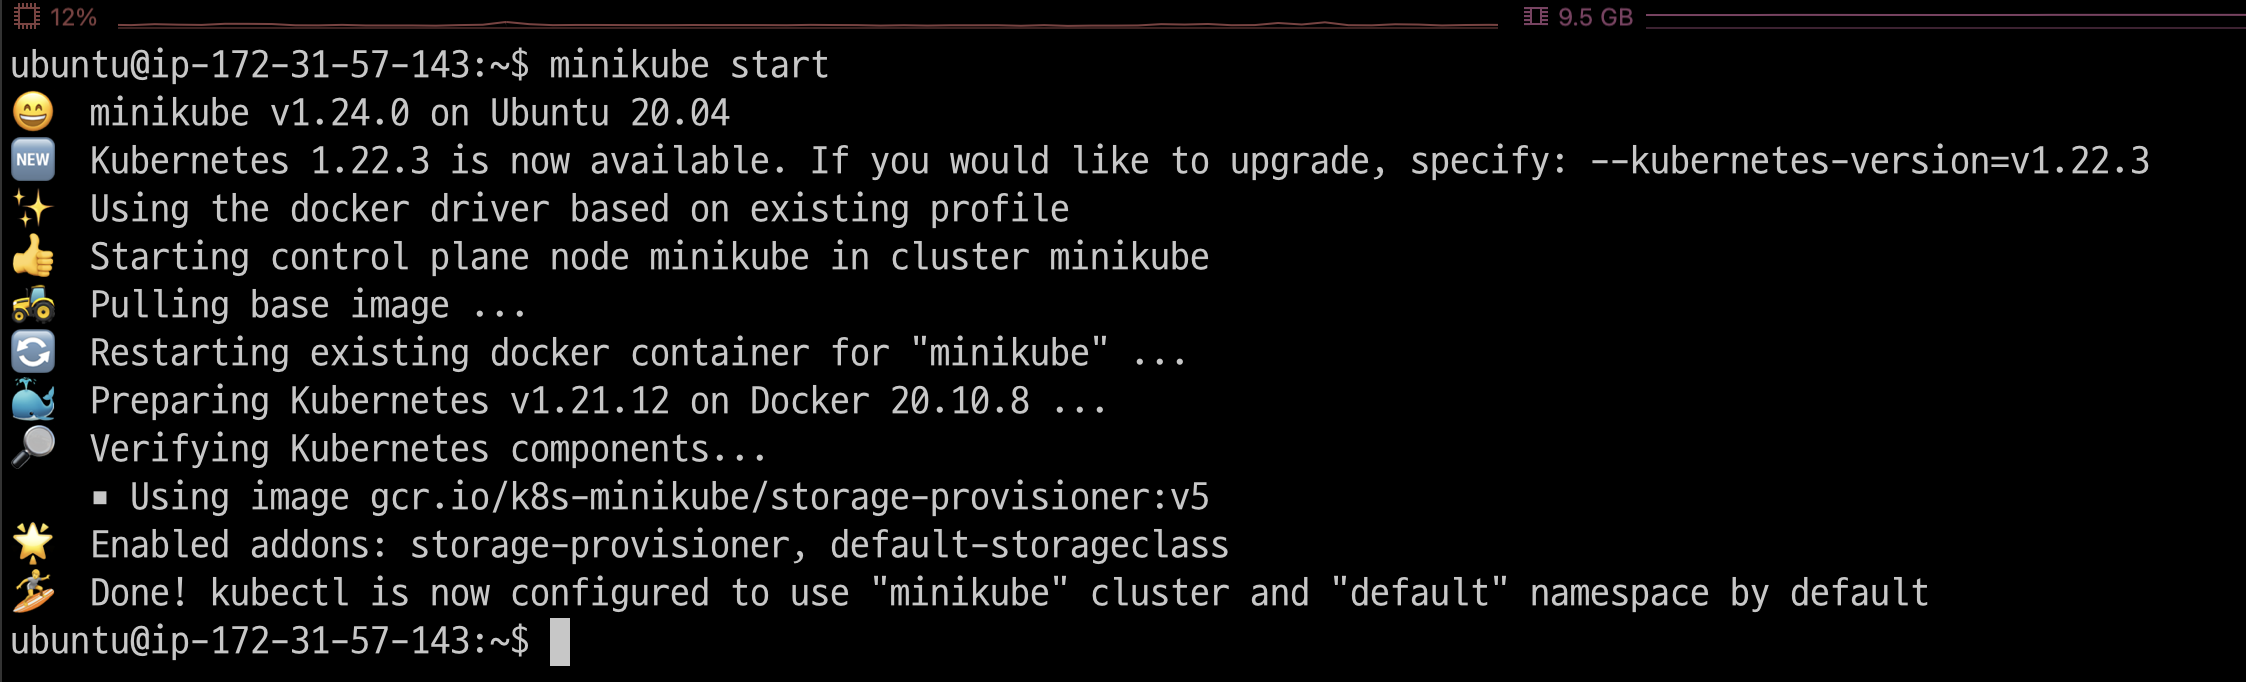 12% 9.5 GB
ubuntu@ip-172-31-57-143:~$ minikube start
😄 minikube v1.24.0 on Ubuntu 20.04
🆕 Kubernetes 1.22.3 is now available. If you would like to upgrade, specify: --kubernetes-version=v1.22.3
✨ Using the docker driver based on existing profile
👍 Starting control plane node minikube in cluster minikube
🚜 Pulling base image ...
🔄 Restarting existing docker container for "minikube" ...
🐳 Preparing Kubernetes v1.21.12 on Docker 20.10.8 ...
🔎 Verifying Kubernetes components...
▪ Using image gcr.io/k8s-minikube/storage-provisioner:v5
🌟 Enabled addons: storage-provisioner, default-storageclass
🏄 Done! kubectl is now configured to use "minikube" cluster and "default" namespace by default
ubuntu@ip-172-31-57-143:~$